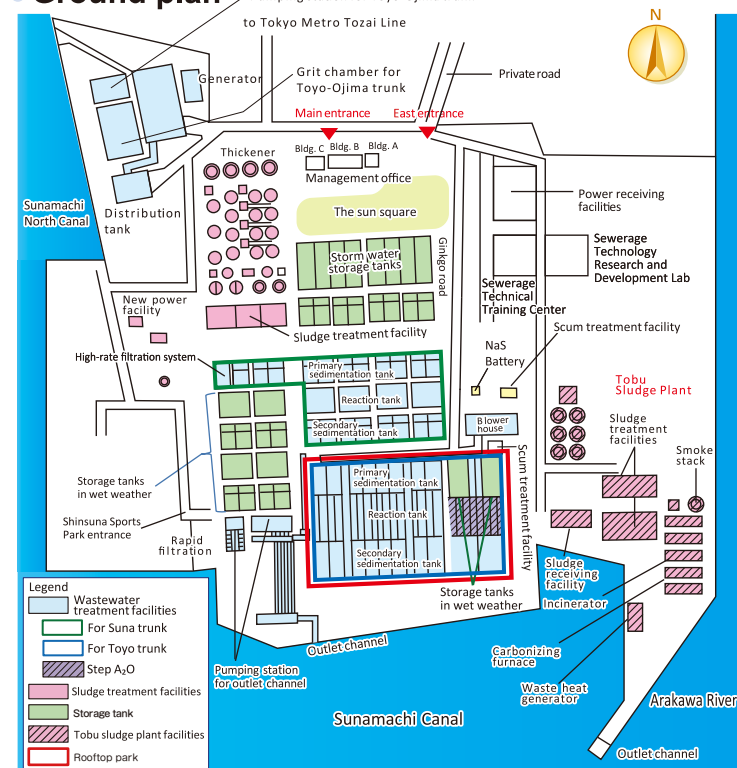 Ground plan
to Tokyo Metro Tozai Line
N
Generator
Grit chamber for
Toyo-Ojima trunk
Private road
Main entrance
East entrance
Bldg. C
Bldg. B
Bldg. A
Thickener
Management office
The sun square
Power receiving
facilities
Sunamachi
North Canal
Distribution
tank
Storm water
storage tanks
Ginkgo road
Sewerage
Technology
Research and
Development Lab
Sewerage
Technical
Training Center
New power
facility
Sludge treatment facility
Scum treatment facility
NaS
Battery
High-rate filtration system
Primary
sedimentation tank
Reaction tank
Secondary
sedimentation tank
Tobu
Sludge Plant
Blower
house
Sludge
treatment
facilities
Smoke
stack
Scum treatment facility
Storage tanks
in wet weather
Primary
sedimentation tank
Reaction tank
Secondary
sedimentation tank
Shinsuna Sports
Park entrance
Rapid
filtration
Storage tanks
in wet weather
Sludge
receiving
facility
Incinerator
Outlet channel
Carbonizing
furnace
Pumping station
for outlet channel
Waste heat
generator
Arakawa River
Sunamachi Canal
Outlet channel
Legend
Wastewater
treatment facilities
For Suna trunk
For Toyo trunk
Step A₂O
Sludge treatment facilities
Storage tank
Tobu sludge plant facilities
Rooftop park